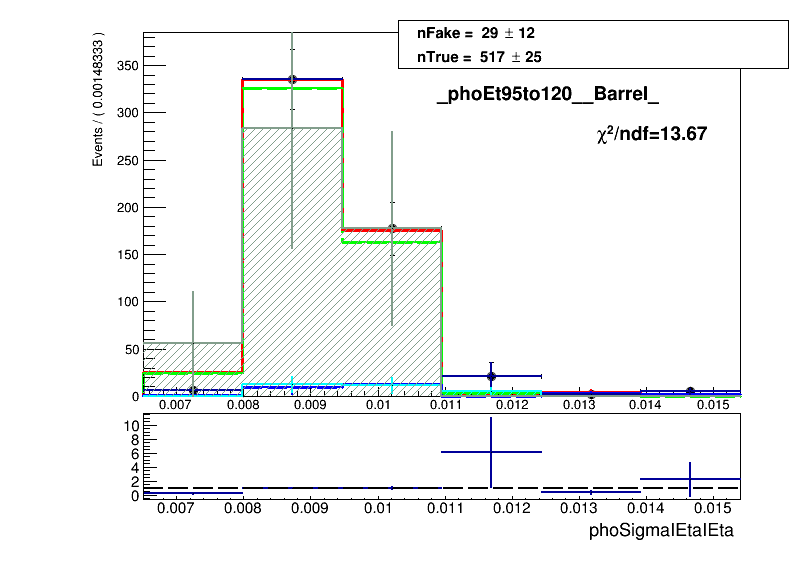 nFake = 29 ± 12
nTrue = 517 ± 25
_phoEt95to120__Barrel_
χ²/ndf=13.67
Events / ( 0.00148333 )
350
300
250
200
150
100
50
0
0.007 0.008 0.009 0.01 0.011 0.012 0.013 0.014 0.015
10
8
6
4
2
0
0.007 0.008 0.009 0.01 0.011 0.012 0.013 0.014 0.015
phoSigmaIEtaIEta